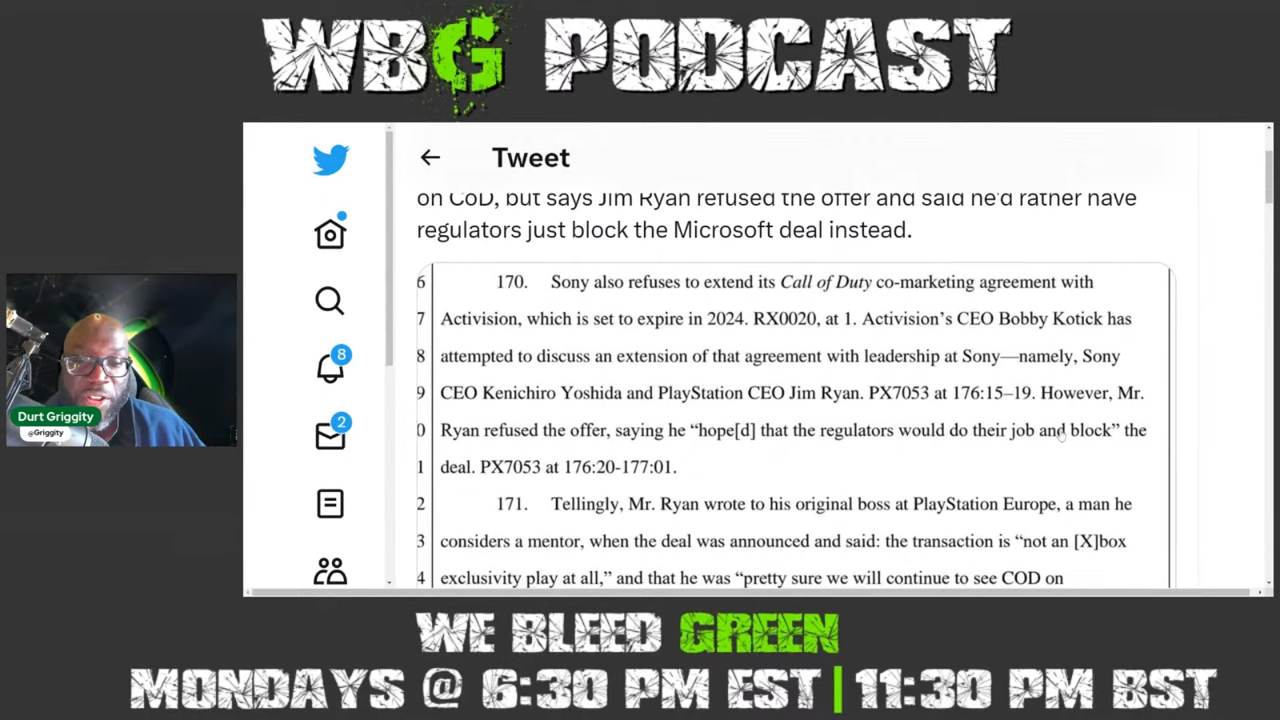 WBG PODCAST
Tweet
on CoD, but says Jim Ryan refused the offer and said he'd rather have
regulators just block the Microsoft deal instead.
6 170. Sony also refuses to extend its Call of Duty co-marketing agreement with
7 Activision, which is set to expire in 2024. RX0020, at 1. Activision's CEO Bobby Kotick has
8 attempted to discuss an extension of that agreement with leadership at Sony—namely, Sony
9 CEO Kenichiro Yoshida and PlayStation CEO Jim Ryan. PX7053 at 176:15–19. However, Mr.
0 Ryan refused the offer, saying he “hope[d] that the regulators would do their job and block” the
1 deal. PX7053 at 176:20-177:01.
2 171. Tellingly, Mr. Ryan wrote to his original boss at PlayStation Europe, a man he
3 considers a mentor, when the deal was announced and said: the transaction is “not an [X]box
4 exclusivity play at all,” and that he was “pretty sure we will continue to see COD on
8
2
Durt Griggity
@Griggity
WE BLEED GREEN
MONDAYS @ 6:30 PM EST | 11:30 PM BST